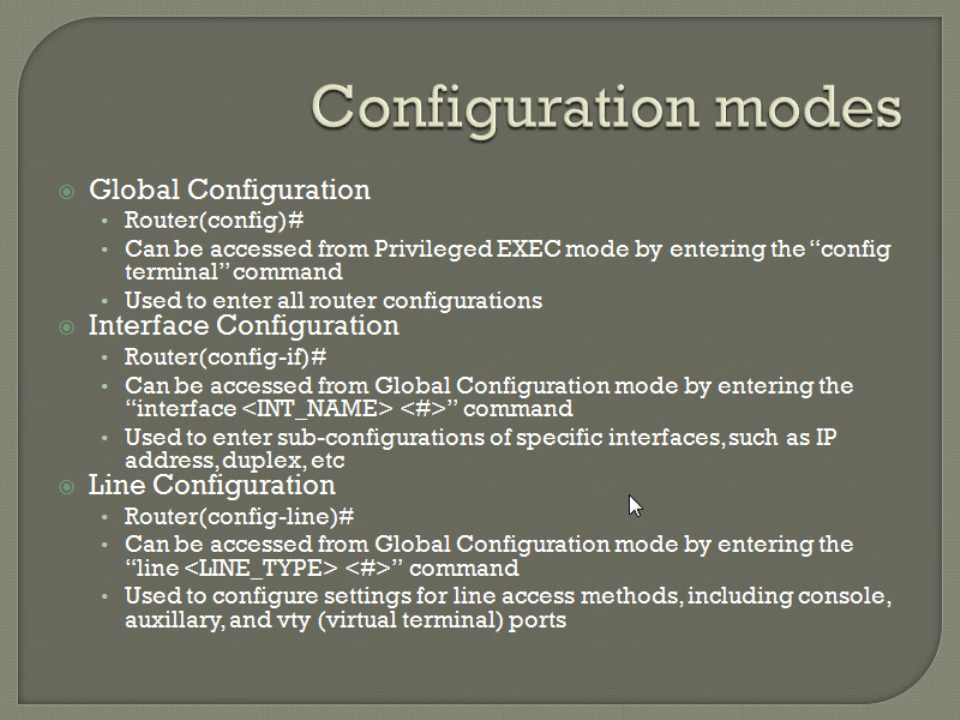 Configuration modes
Global Configuration
Router(config)#
Can be accessed from Privileged EXEC mode by entering the “config
terminal” command
Used to enter all router configurations
Interface Configuration
Router(config-if)#
Can be accessed from Global Configuration mode by entering the
“interface <INT_NAME> <#>” command
Used to enter sub-configurations of specific interfaces, such as IP
address, duplex, etc
Line Configuration
Router(config-line)#
Can be accessed from Global Configuration mode by entering the
“line <LINE_TYPE> <#>” command
Used to configure settings for line access methods, including console,
auxillary, and vty (virtual terminal) ports